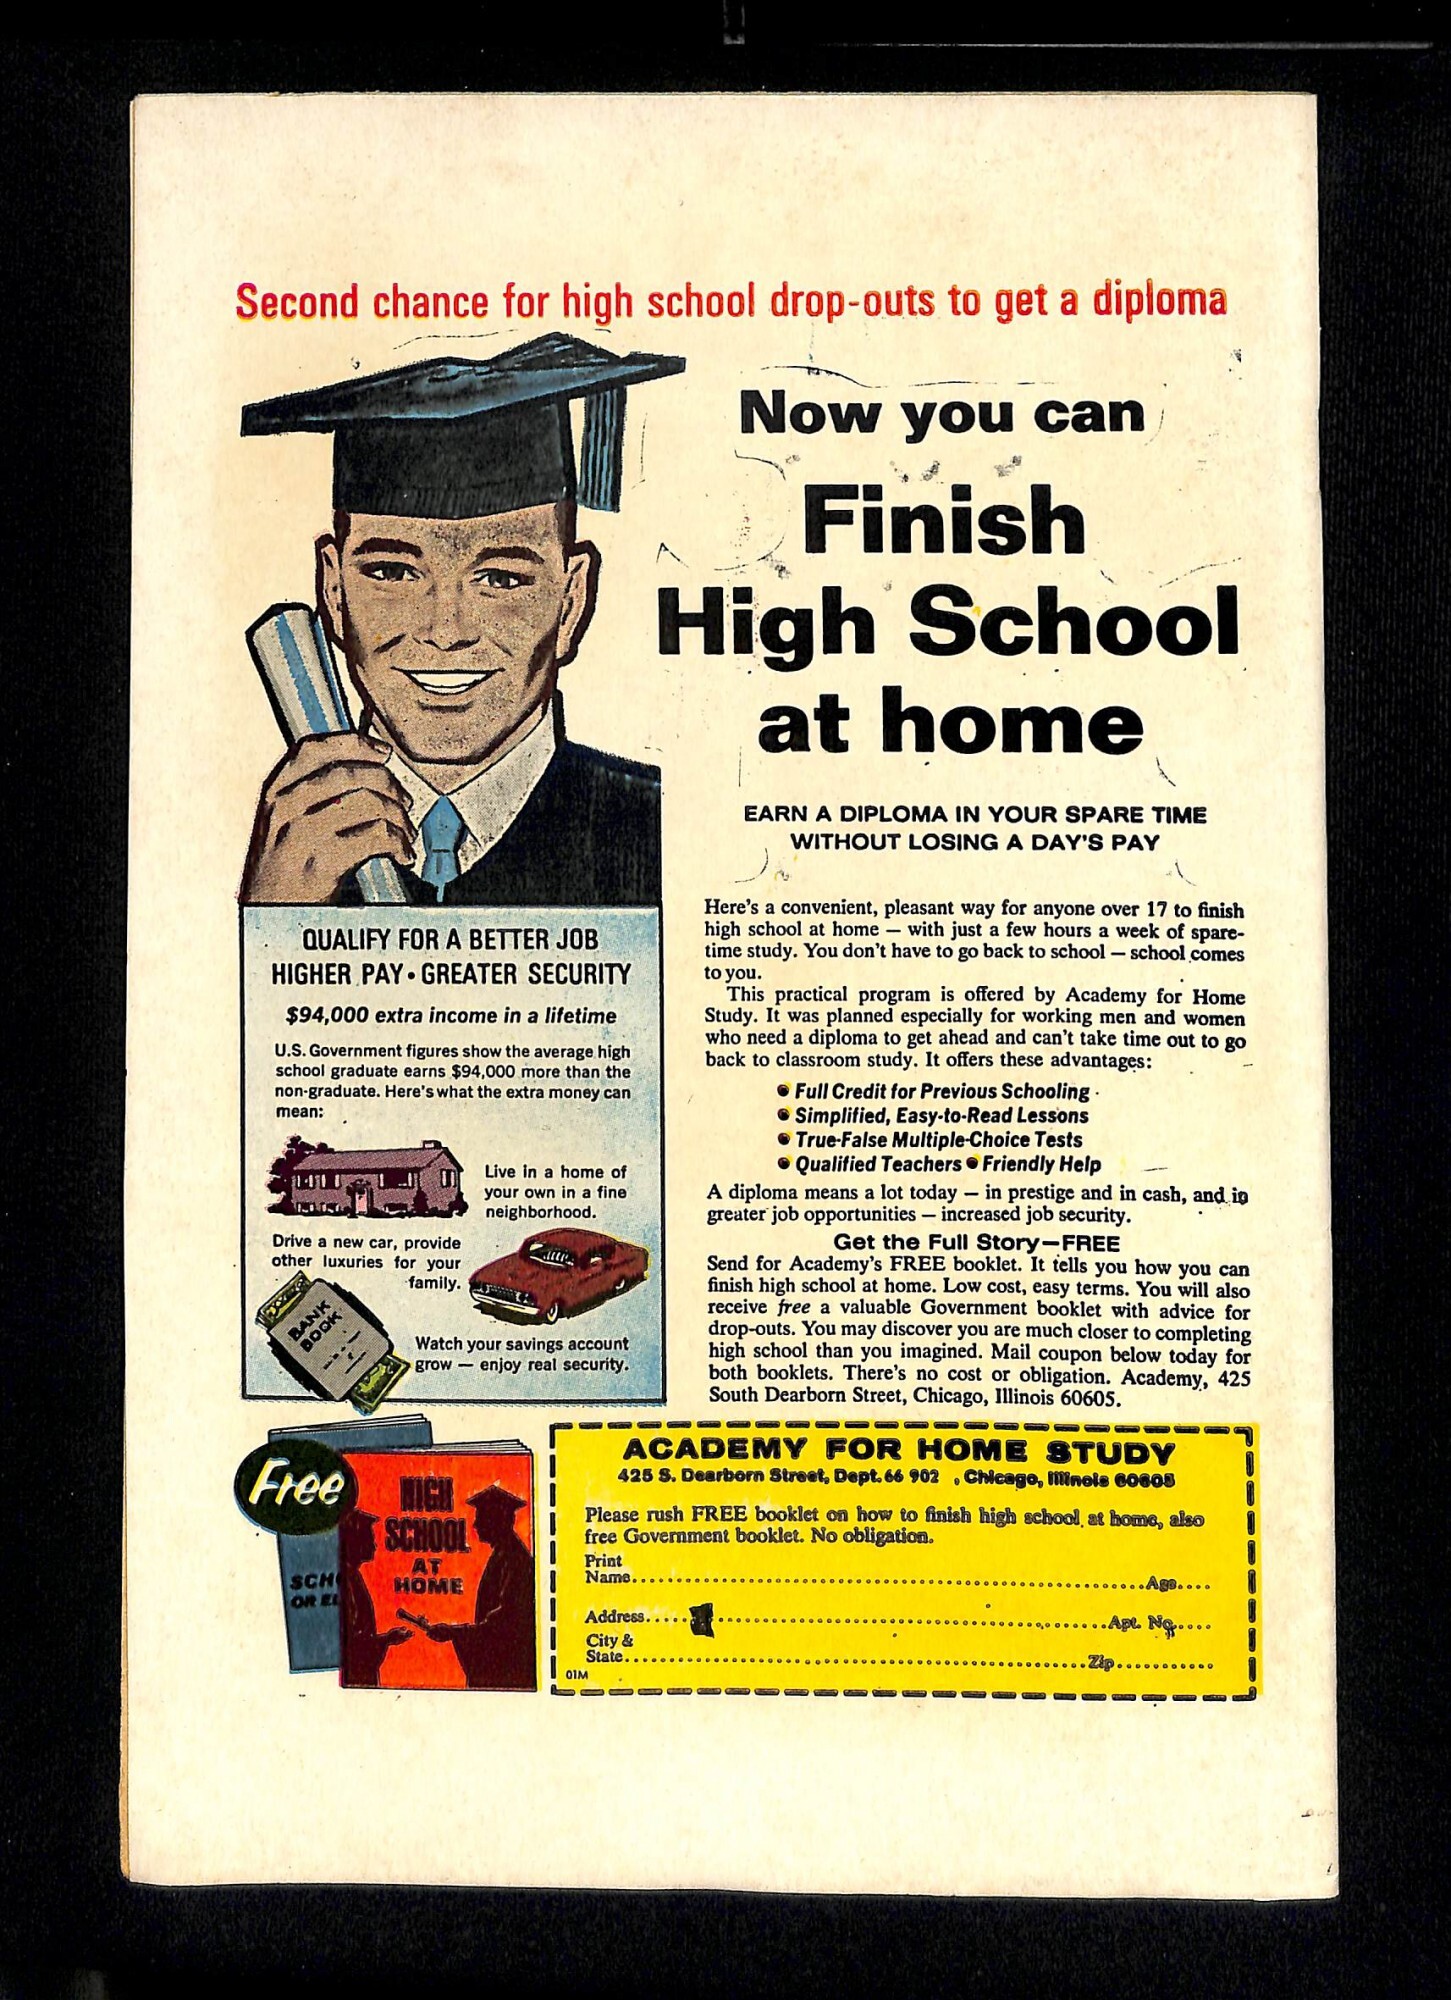 Second chance for high school drop-outs to get a diploma
Now you can
Finish
High School
at home
EARN A DIPLOMA IN YOUR SPARE TIME
WITHOUT LOSING A DAY'S PAY
Here's a convenient, pleasant way for anyone over 17 to finish
high school at home — with just a few hours a week of spare-
time study. You don't have to go back to school — school comes
to you.
This practical program is offered by Academy for Home
Study. It was planned especially for working men and women
who need a diploma to get ahead and can't take time out to go
back to classroom study. It offers these advantages:
• Full Credit for Previous Schooling
• Simplified, Easy-to-Read Lessons
• True-False Multiple-Choice Tests
• Qualified Teachers • Friendly Help
A diploma means a lot today — in prestige and in cash, and in
greater job opportunities — increased job security.
Get the Full Story—FREE
Send for Academy's FREE booklet. It tells you how you can
finish high school at home. Low cost, easy terms. You will also
receive free a valuable Government booklet with advice for
drop-outs. You may discover you are much closer to completing
high school than you imagined. Mail coupon below today for
both booklets. There's no cost or obligation. Academy, 425
South Dearborn Street, Chicago, Illinois 60605.
QUALIFY FOR A BETTER JOB
HIGHER PAY • GREATER SECURITY
$94,000 extra income in a lifetime
U.S. Government figures show the average high
school graduate earns $94,000 more than the
non-graduate. Here's what the extra money can
mean:
Live in a home of
your own in a fine
neighborhood.
Drive a new car, provide
other luxuries for your
family.
BANK
BOOK
Watch your savings account
grow — enjoy real security.
Free
HIGH
SCHOOL
AT
HOME
SCH
OR EL
ACADEMY FOR HOME STUDY
425 S. Dearborn Street, Dept. 66 902 , Chicago, Illinois 60605
Please rush FREE booklet on how to finish high school at home, also
free Government booklet. No obligation.
Print
Name..........Age....
Address..........Apt. No.....
City &
State..........Zip..........
01M